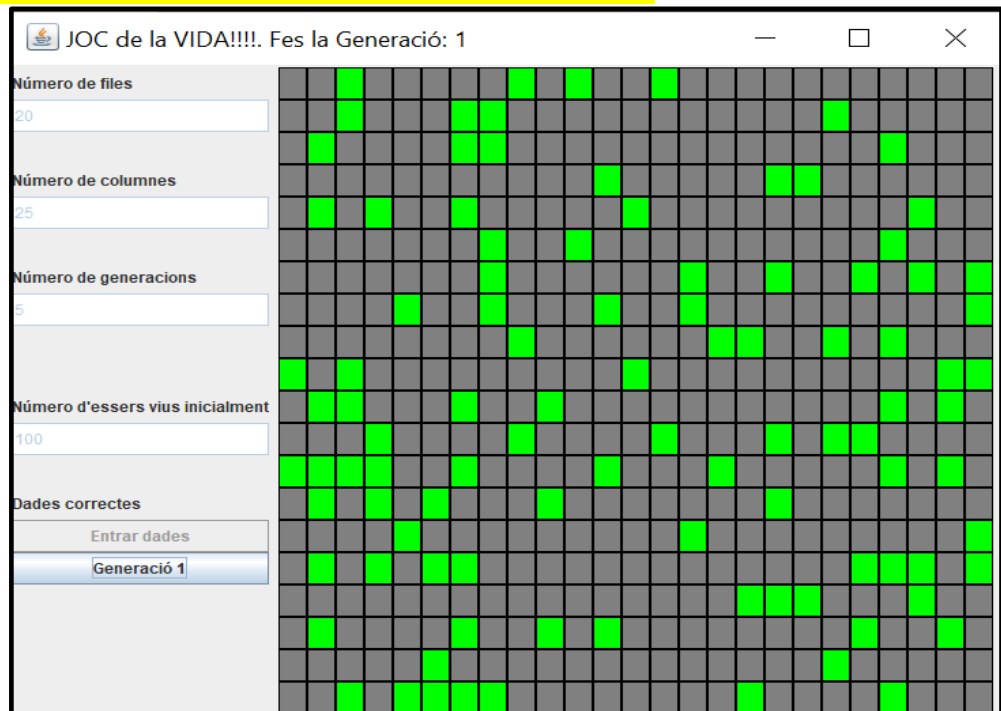 JOC de la VIDA!!!!. Fes la Generació: 1
Número de files
20
Número de columnes
25
Número de generacions
5
Número d'essers vius inicialment
100
Dades correctes
Entrar dades
Generació 1